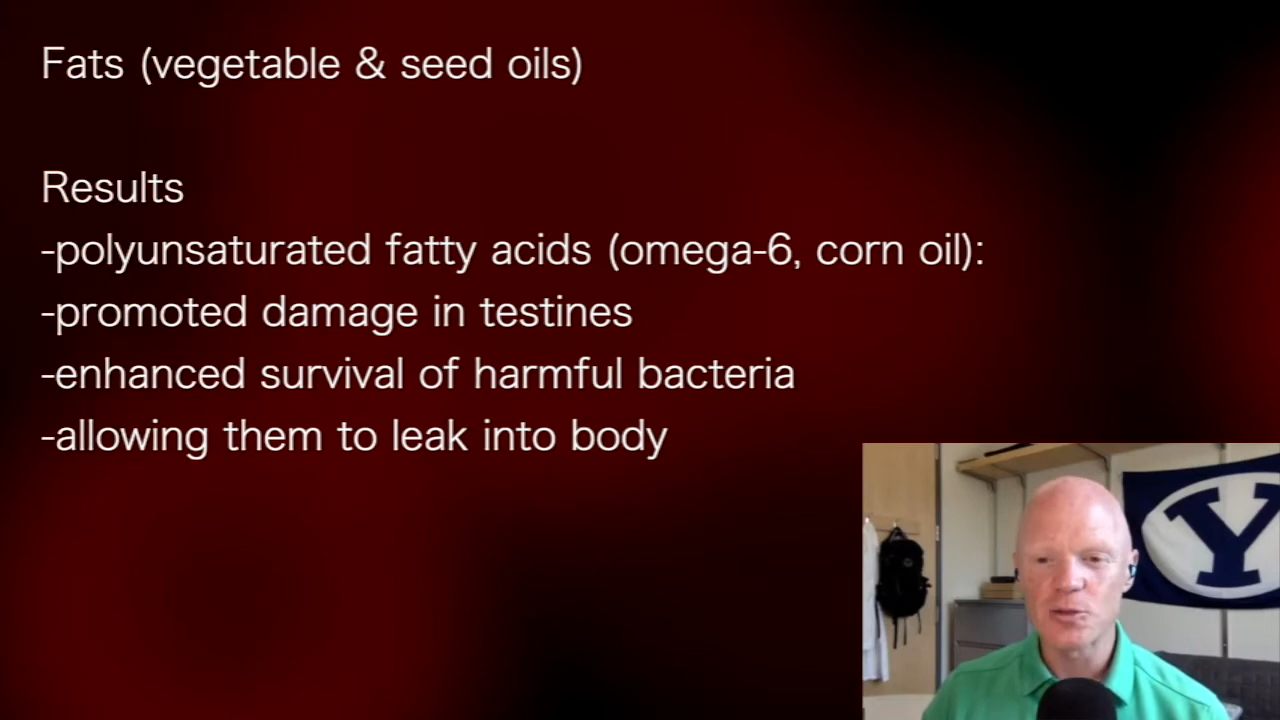 Fats (vegetable & seed oils)
Results
-polyunsaturated fatty acids (omega-6, corn oil):
-promoted damage in testines
-enhanced survival of harmful bacteria
-allowing them to leak into body
Y